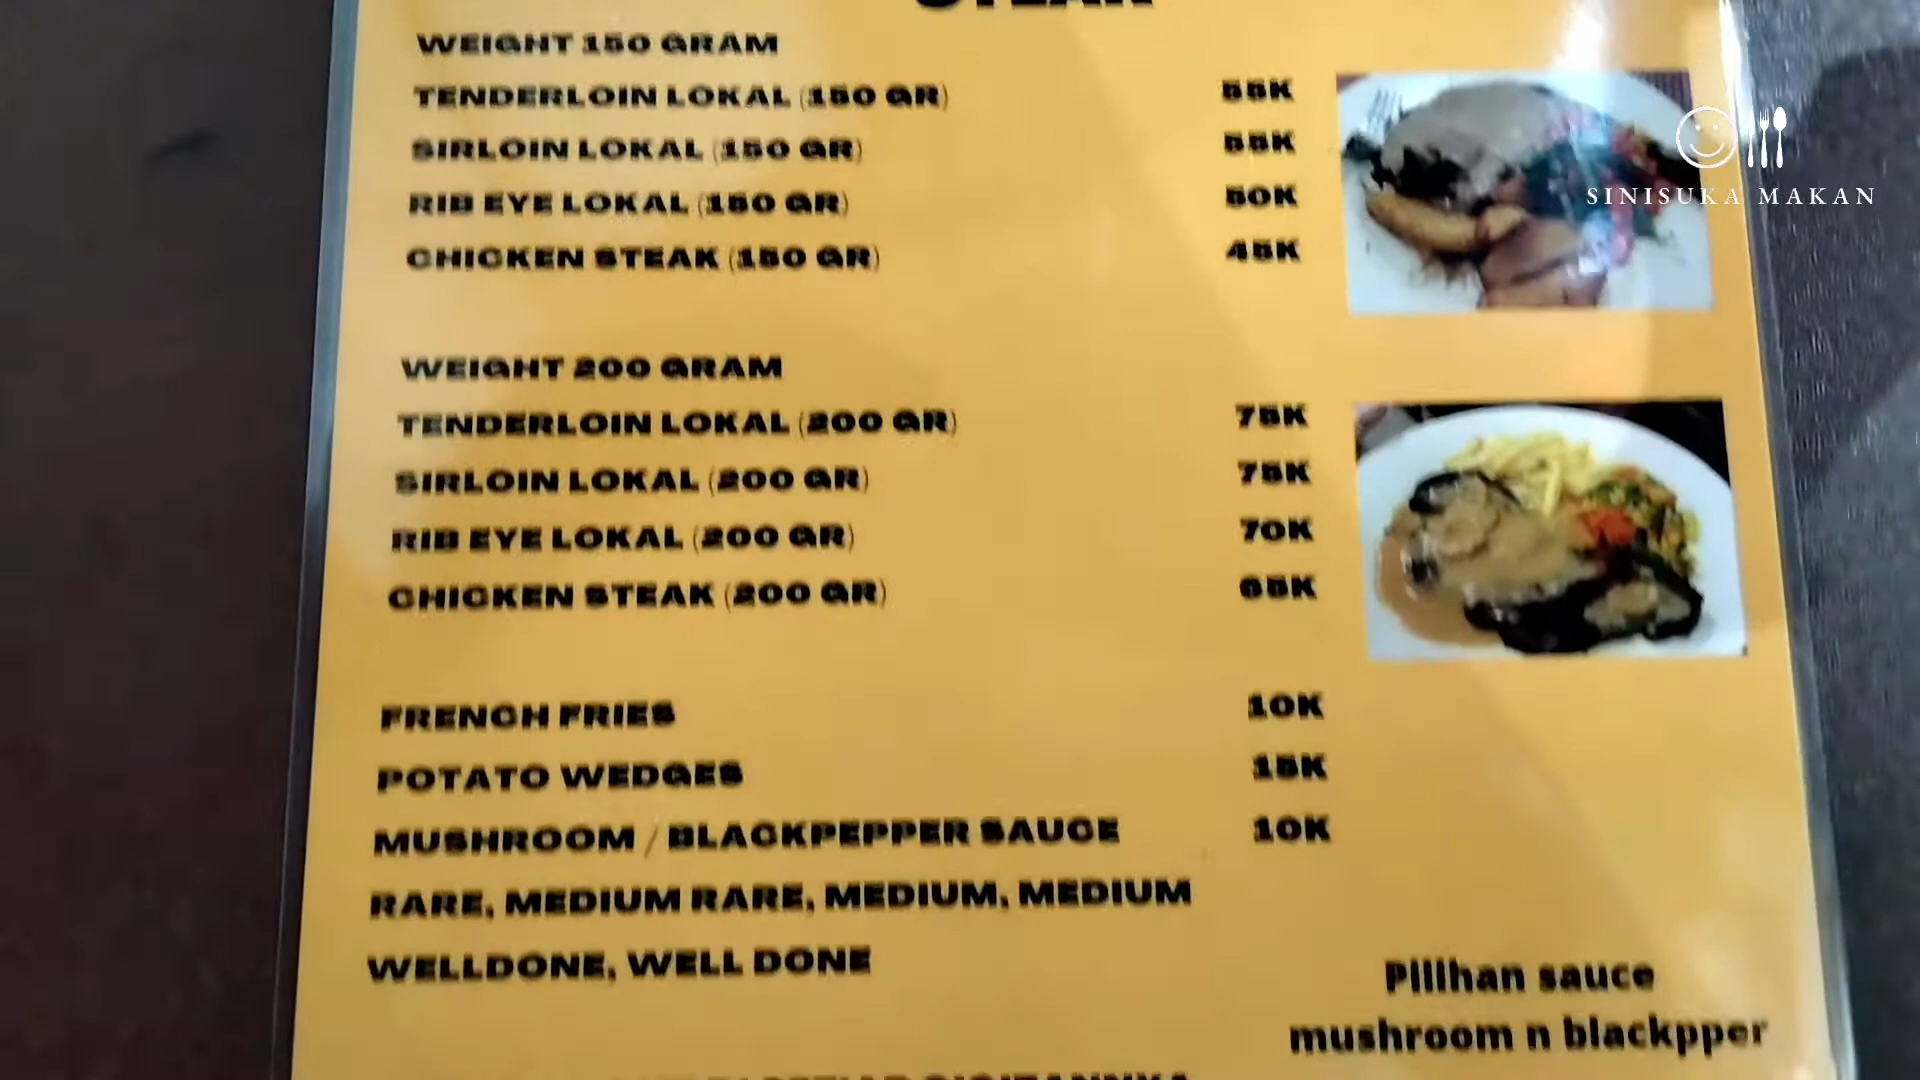 STEAK
WEIGHT 150 GRAM
TENDERLOIN LOKAL (150 GR) 55K
SIRLOIN LOKAL (150 GR) 55K
RIB EYE LOKAL (150 GR) 50K
CHICKEN STEAK (150 GR) 45K
SINISUKA MAKAN
WEIGHT 200 GRAM
TENDERLOIN LOKAL (200 GR) 75K
SIRLOIN LOKAL (200 GR) 75K
RIB EYE LOKAL (200 GR) 70K
CHICKEN STEAK (200 GR) 65K
FRENCH FRIES 10K
POTATO WEDGES 15K
MUSHROOM / BLACKPEPPER SAUCE 10K
RARE, MEDIUM RARE, MEDIUM, MEDIUM
WELLDONE, WELL DONE
Pilihan sauce
mushroom n blackpper